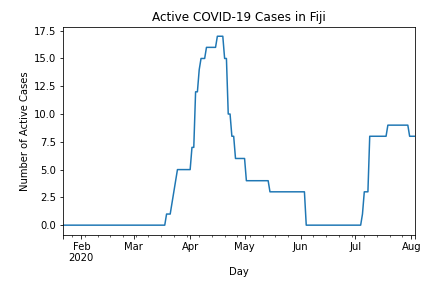 Active COVID-19 Cases in Fiji
17.5
15.0
12.5
10.0
7.5
5.0
2.5
0.0
Number of Active Cases
Feb Mar Apr May Jun Jul Aug
2020
Day